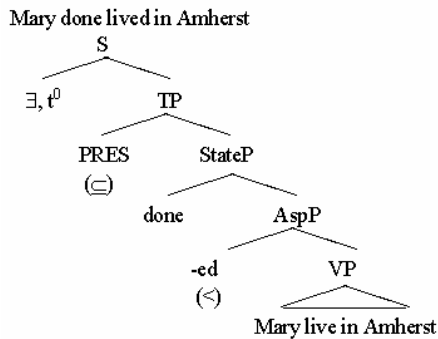 Mary done lived in Amherst
S
∃, t⁰ TP
PRES StateP
(⊆)
done AspP
-ed VP
(<)
Mary live in Amherst